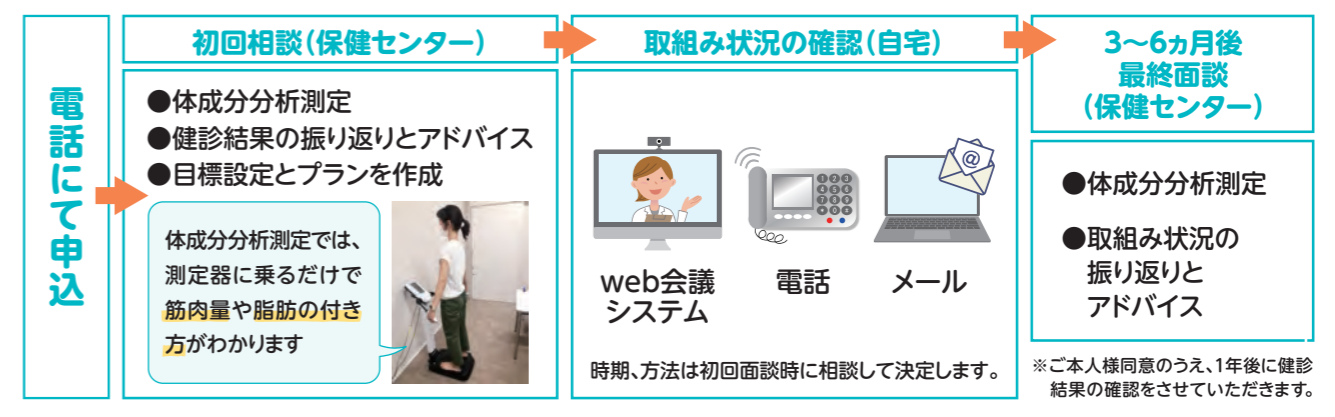 電話にて申込
初回相談(保健センター)
●体成分分析測定
●健診結果の振り返りとアドバイス
●目標設定とプランを作成
体成分分析測定では、
測定器に乗るだけで
筋肉量や脂肪の付き
方がわかります
取組み状況の確認(自宅)
web会議
システム
電話
メール
@
1 2 3
4 5 6
7 8 9
* 0 #
時期、方法は初回面談時に相談して決定します。
3~6ヵ月後
最終面談
(保健センター)
●体成分分析測定
●取組み状況の
振り返りと
アドバイス
※ご本人様同意のうえ、1年後に健診
結果の確認をさせていただきます。